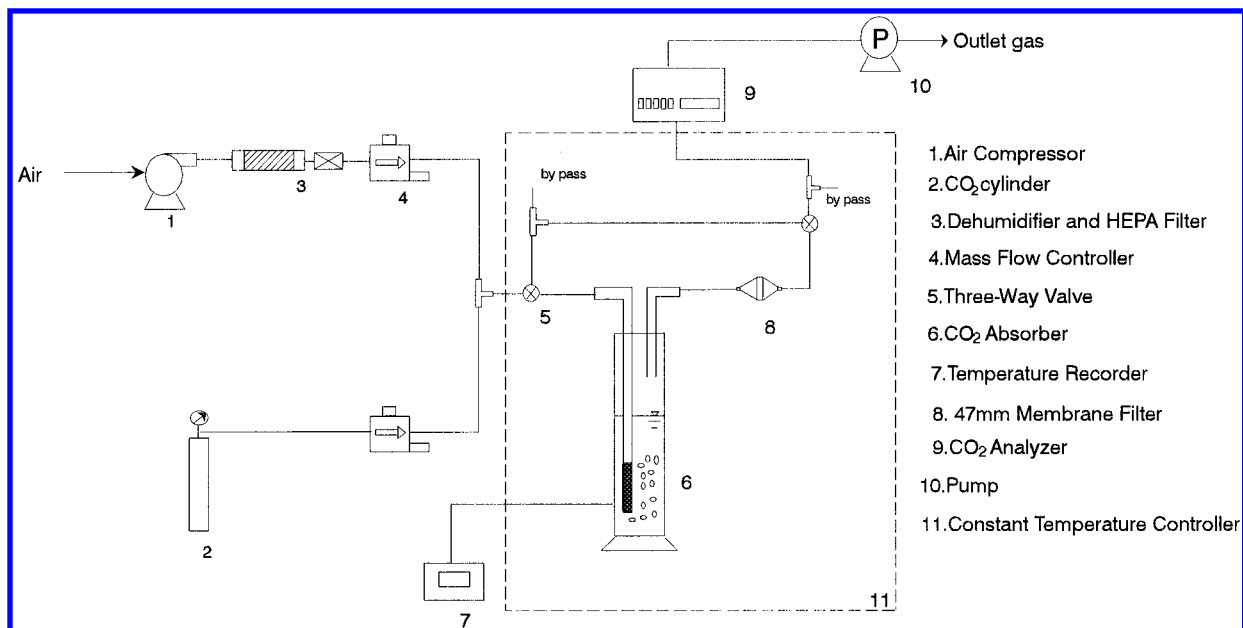 P
Outlet gas
10
9
Air
1
3
4
by pass
by pass
5
8
6
2
7
11
1.Air Compressor
2.CO₂cylinder
3.Dehumidifier and HEPA Filter
4.Mass Flow Controller
5.Three-Way Valve
6.CO₂ Absorber
7.Temperature Recorder
8. 47mm Membrane Filter
9.CO₂ Analyzer
10.Pump
11.Constant Temperature Controller